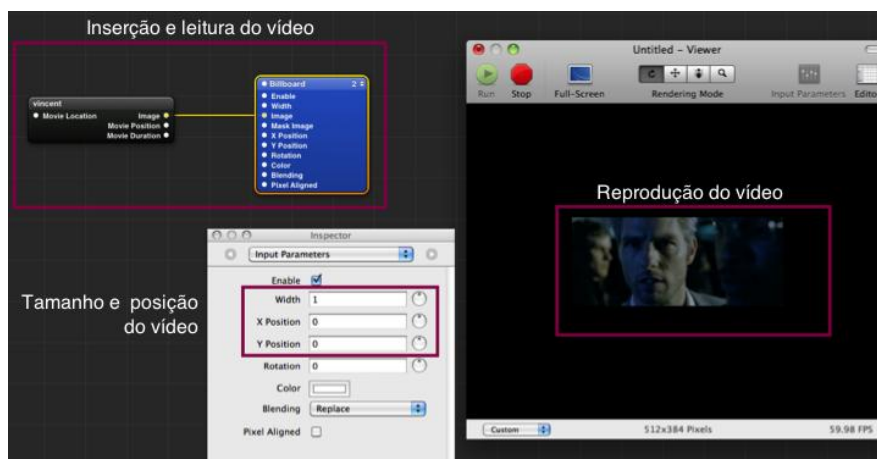 Inserção e leitura do vídeo
vincent
Movie Location
Image
Movie Position
Movie Duration
Billboard 2
Enable
Width
Image
Mask Image
X Position
Y Position
Rotation
Color
Blending
Pixel Aligned
Tamanho e posição
do vídeo
Inspector
Input Parameters
Enable
Width 1
X Position 0
Y Position 0
Rotation 0
Color
Blending Replace
Pixel Aligned
Untitled – Viewer
Run Stop Full-Screen Rendering Mode Input Parameters Edito
Reprodução do vídeo
Custom 512x384 Pixels 59.98 FPS